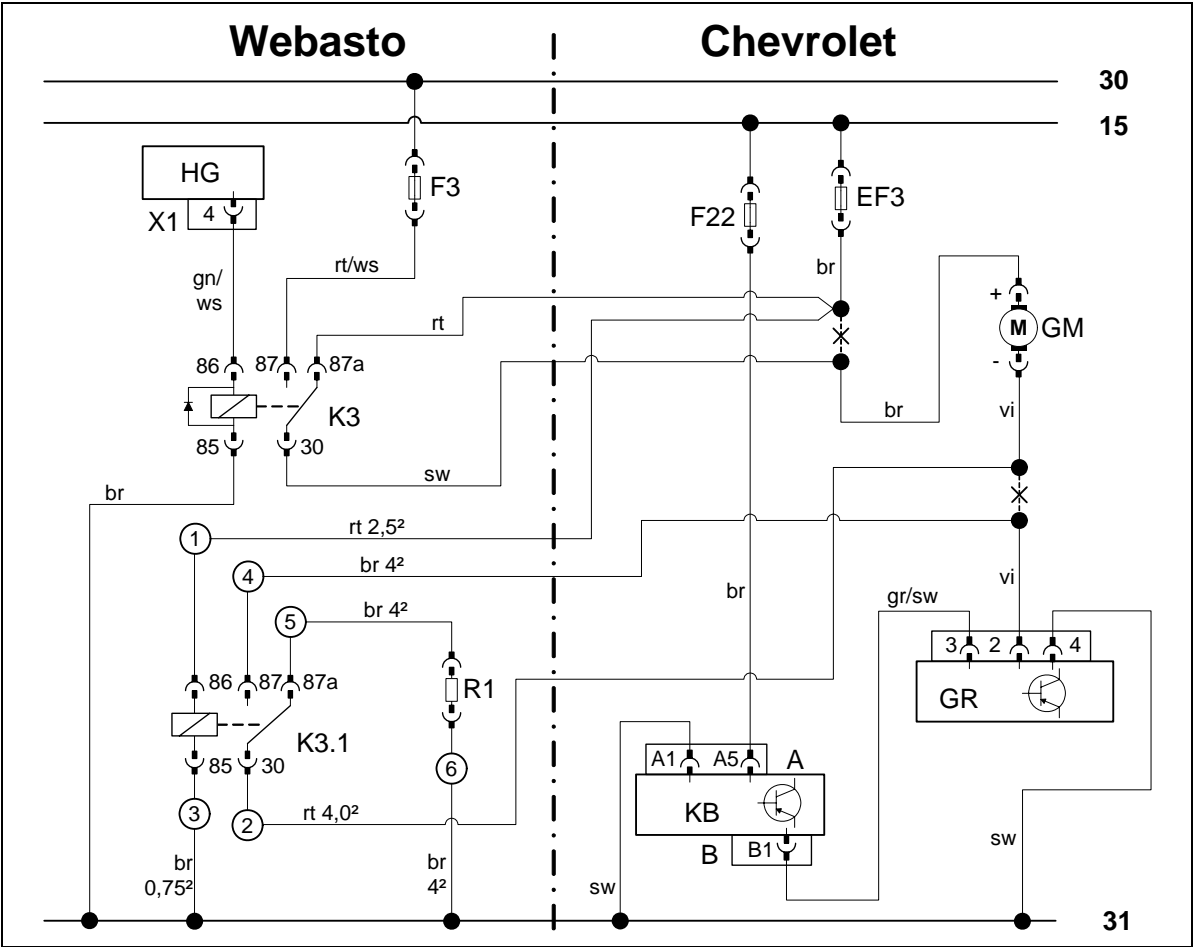 Webasto
Chevrolet
30
15
HG
X1
4
F3
F22
EF3
gn/
ws
rt/ws
br
rt
+
M
GM
-
86
87
87a
K3
85
30
sw
br
vi
br
1
rt 2,5²
4
br 4²
5
br 4²
br
vi
gr/sw
3
2
4
GR
86
87
87a
R1
K3.1
85
30
6
3
2
rt 4,0²
A1
A5
A
KB
B
B1
br
0,75²
br
4²
sw
sw
31